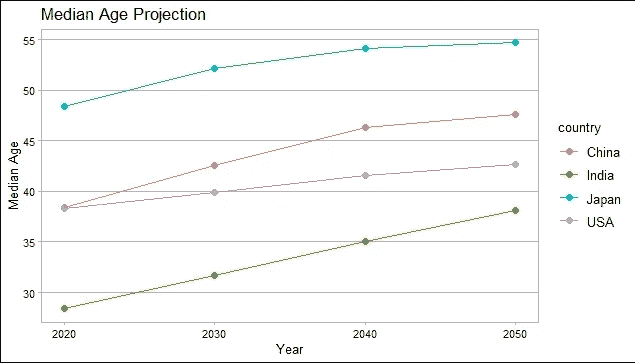 Median Age Projection
55
50
45
40
35
30
Median Age
2020
2030
2040
2050
Year
country
China
India
Japan
USA